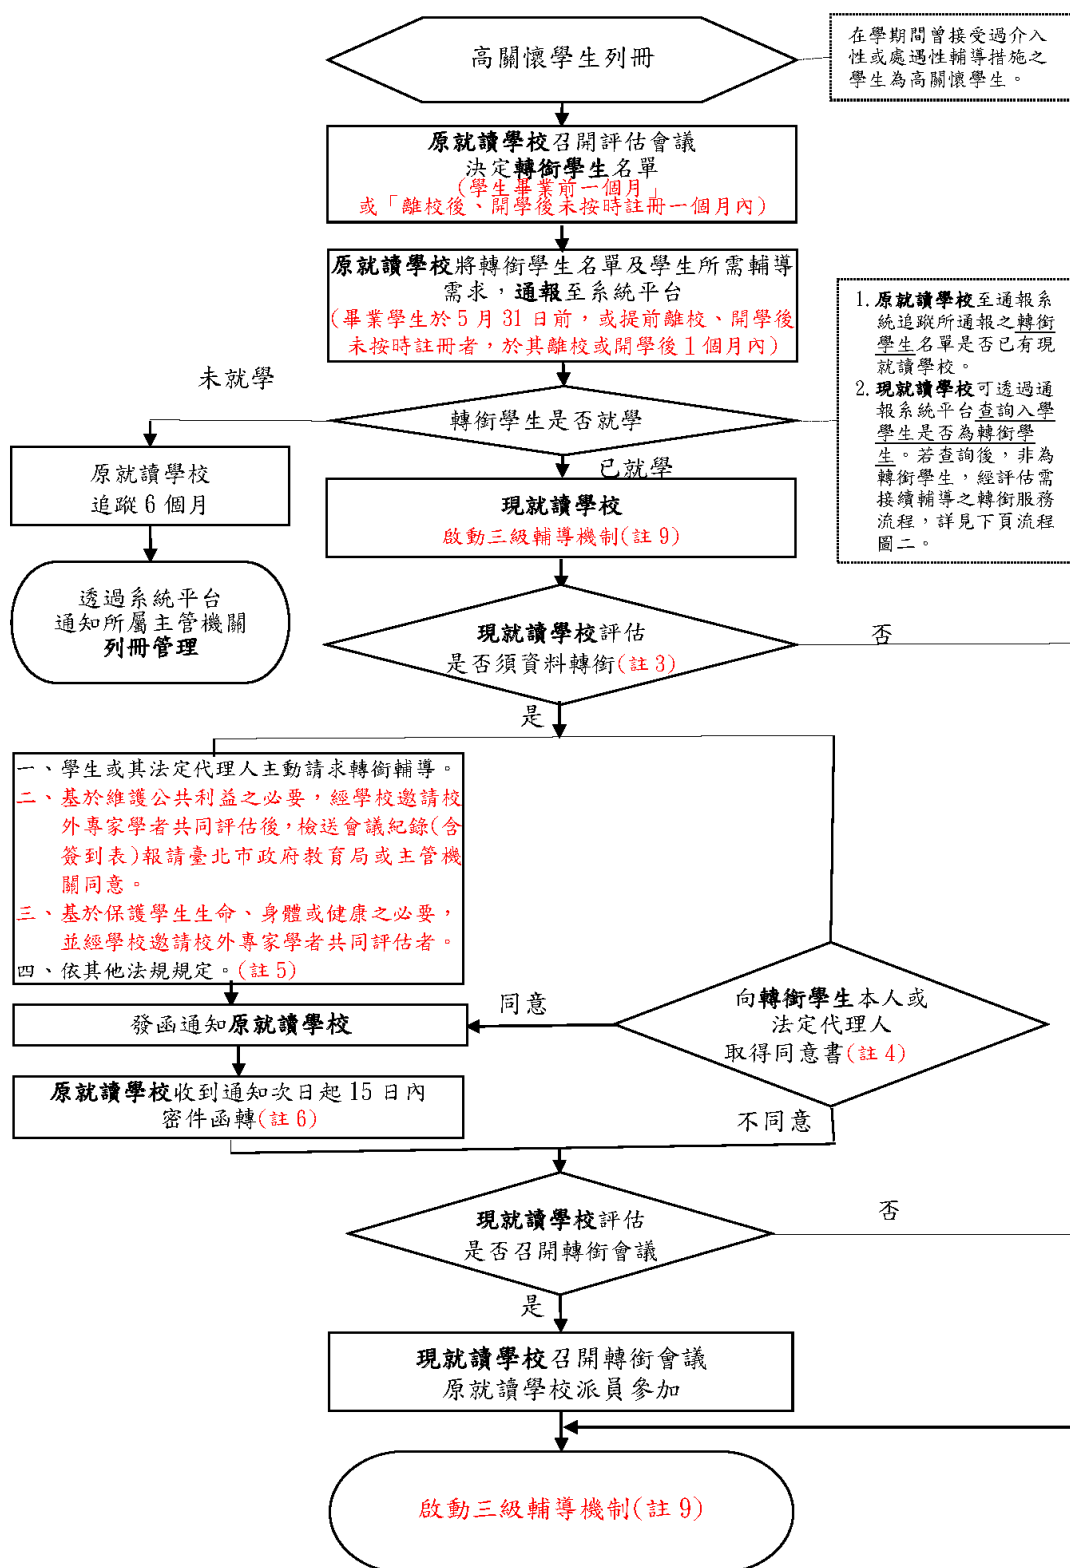 高關懷學生列冊
在學期間曾接受過介入
性或處遇性輔導措施之
學生為高關懷學生。
原就讀學校召開評估會議
決定轉銜學生名單
(學生畢業前一個月」
或「離校後、開學後未按時註冊一個月內)
原就讀學校將轉銜學生名單及學生所需輔導
需求，通報至系統平台
(畢業學生於 5 月 31 日前，或提前離校、開學後
未按時註冊者，於其離校或開學後 1 個月內)
1. 原就讀學校至通報系
統追蹤所通報之轉銜
學生名單是否已有現
就讀學校。
2. 現就讀學校可透過通
報系統平台查詢入學
學生是否為轉銜學
生。若查詢後，非為
轉銜學生，經評估需
接續輔導之轉銜服務
流程，詳見下頁流程
圖二。
未就學
轉銜學生是否就學
已就學
原就讀學校
追蹤 6 個月
透過系統平台
通知所屬主管機關
列冊管理
現就讀學校
啟動三級輔導機制(註 9)
現就讀學校評估
是否須資料轉銜(註 3)
否
是
一、學生或其法定代理人主動請求轉銜輔導。
二、基於維護公共利益之必要，經學校邀請校
外專家學者共同評估後，檢送會議紀錄(含
簽到表)報請臺北市政府教育局或主管機
關同意。
三、基於保護學生生命、身體或健康之必要，
並經學校邀請校外專家學者共同評估者。
四、依其他法規規定。(註 5)
向轉銜學生本人或
法定代理人
取得同意書(註 4)
同意
發函通知原就讀學校
原就讀學校收到通知次日起 15 日內
密件函轉(註 6)
不同意
現就讀學校評估
是否召開轉銜會議
否
是
現就讀學校召開轉銜會議
原就讀學校派員參加
啟動三級輔導機制(註 9)